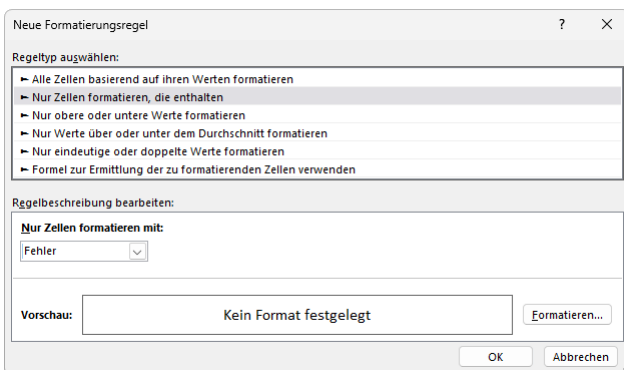 Neue Formatierungsregel ? ×
Regeltyp auswählen:
► Alle Zellen basierend auf ihren Werten formatieren
► Nur Zellen formatieren, die enthalten
► Nur obere oder untere Werte formatieren
► Nur Werte über oder unter dem Durchschnitt formatieren
► Nur eindeutige oder doppelte Werte formatieren
► Formel zur Ermittlung der zu formatierenden Zellen verwenden
Regelbeschreibung bearbeiten:
Nur Zellen formatieren mit:
Fehler
Vorschau: Kein Format festgelegt Formatieren...
OK Abbrechen